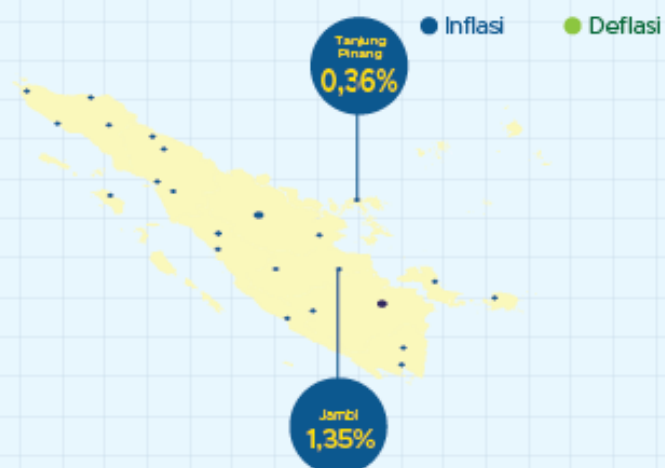 Inflasi
Deflasi
Tanjung
Pinang
0,36%
Jambi
1,35%